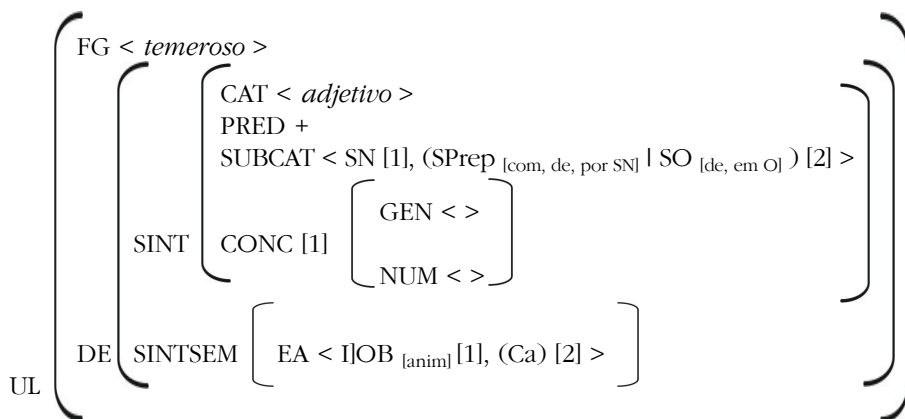 FG < temeroso >
CAT < adjetivo >
PRED +
SUBCAT < SN [1], (SPrep [com, de, por SN] | SO [de, em O] ) [2] >
GEN < >
SINT CONC [1]
NUM < >
DE SINTSEM EA < I]OB [anim] [1], (Ca) [2] >
UL